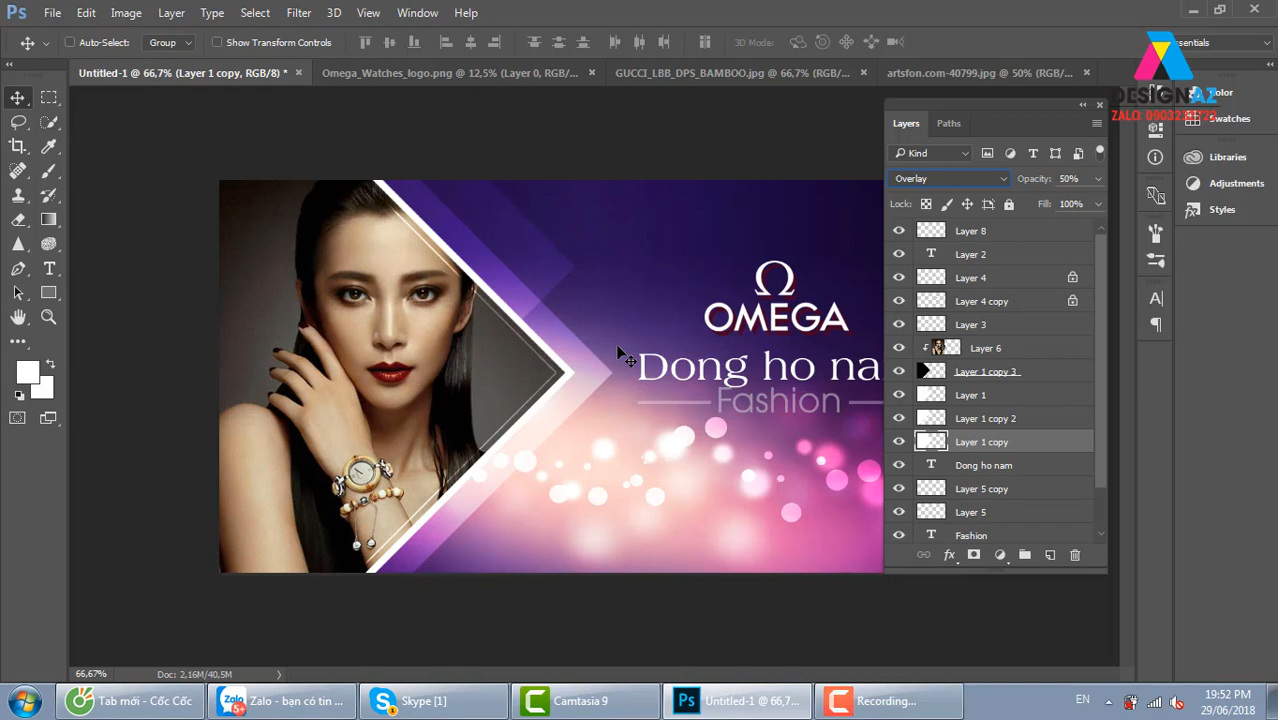 Ps File Edit Image Layer Type Select Filter 3D View Window Help
Auto-Select: Group Show Transform Controls 3D Mode: ssentials
Untitled-1 @ 66,7% (Layer 1 copy, RGB/8) * Omega_Watches_logo.png @ 12,5% (Layer 0, RGB/... GUCCI_LBB_DPS_BAMBOO.jpg @ 66,7% (RGB/... artsfon.com-40799.jpg @ 50% (RGB/8...
DESIGNAZ
Color
Swatches
Libraries
Adjustments
Styles
Layers Paths
Kind
Overlay Opacity: 50%
Lock: Fill: 100%
Layer 8
Layer 2
Layer 4
Layer 4 copy
Layer 3
Layer 6
Layer 1 copy 3
Layer 1
Layer 1 copy 2
Layer 1 copy
Dong ho nam
Layer 5 copy
Layer 5
Fashion
fx
Ω
OMEGA
Dong ho na
Fashion
66,67% Doc: 2,16M/40,5M
Tab mới - Cốc Cốc Zalo - bạn có tin ... Skype [1] Camtasia 9 Untitled-1 @ 66,7... Recording... EN 19:52
29/06/2018